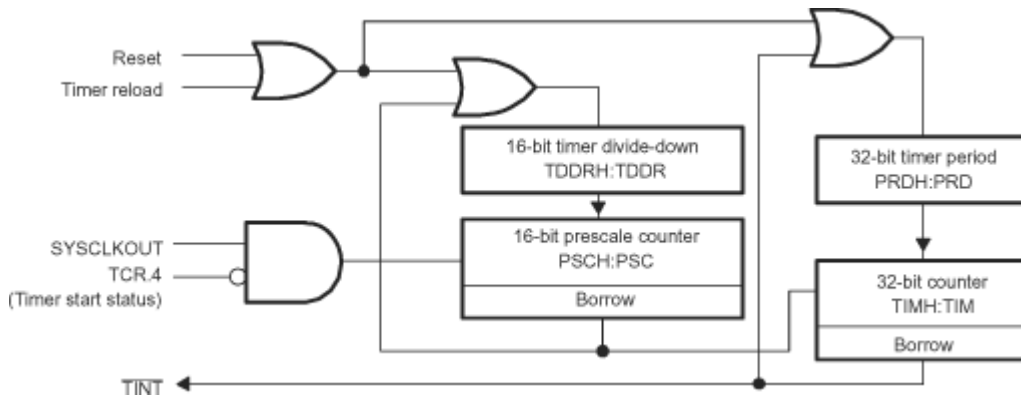 Reset
Timer reload
16-bit timer divide-down
TDDRH:TDDR
32-bit timer period
PRDH:PRD
SYSCLKOUT
TCR.4
(Timer start status)
16-bit prescale counter
PSCH:PSC
Borrow
32-bit counter
TIMH:TIM
Borrow
TINT